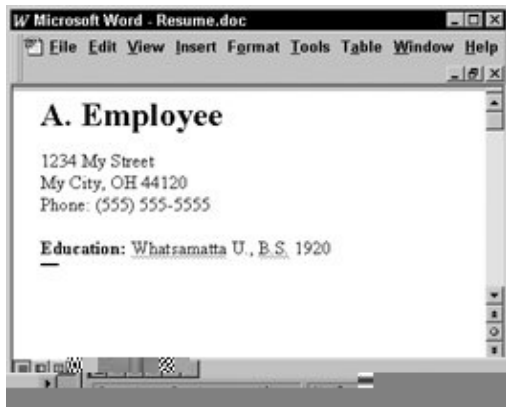 Microsoft Word - Resume.doc
File Edit View Insert Format Tools Table Window Help
A. Employee
1234 My Street
My City, OH 44120
Phone: (555) 555-5555
Education: Whatsamatta U., B.S. 1920